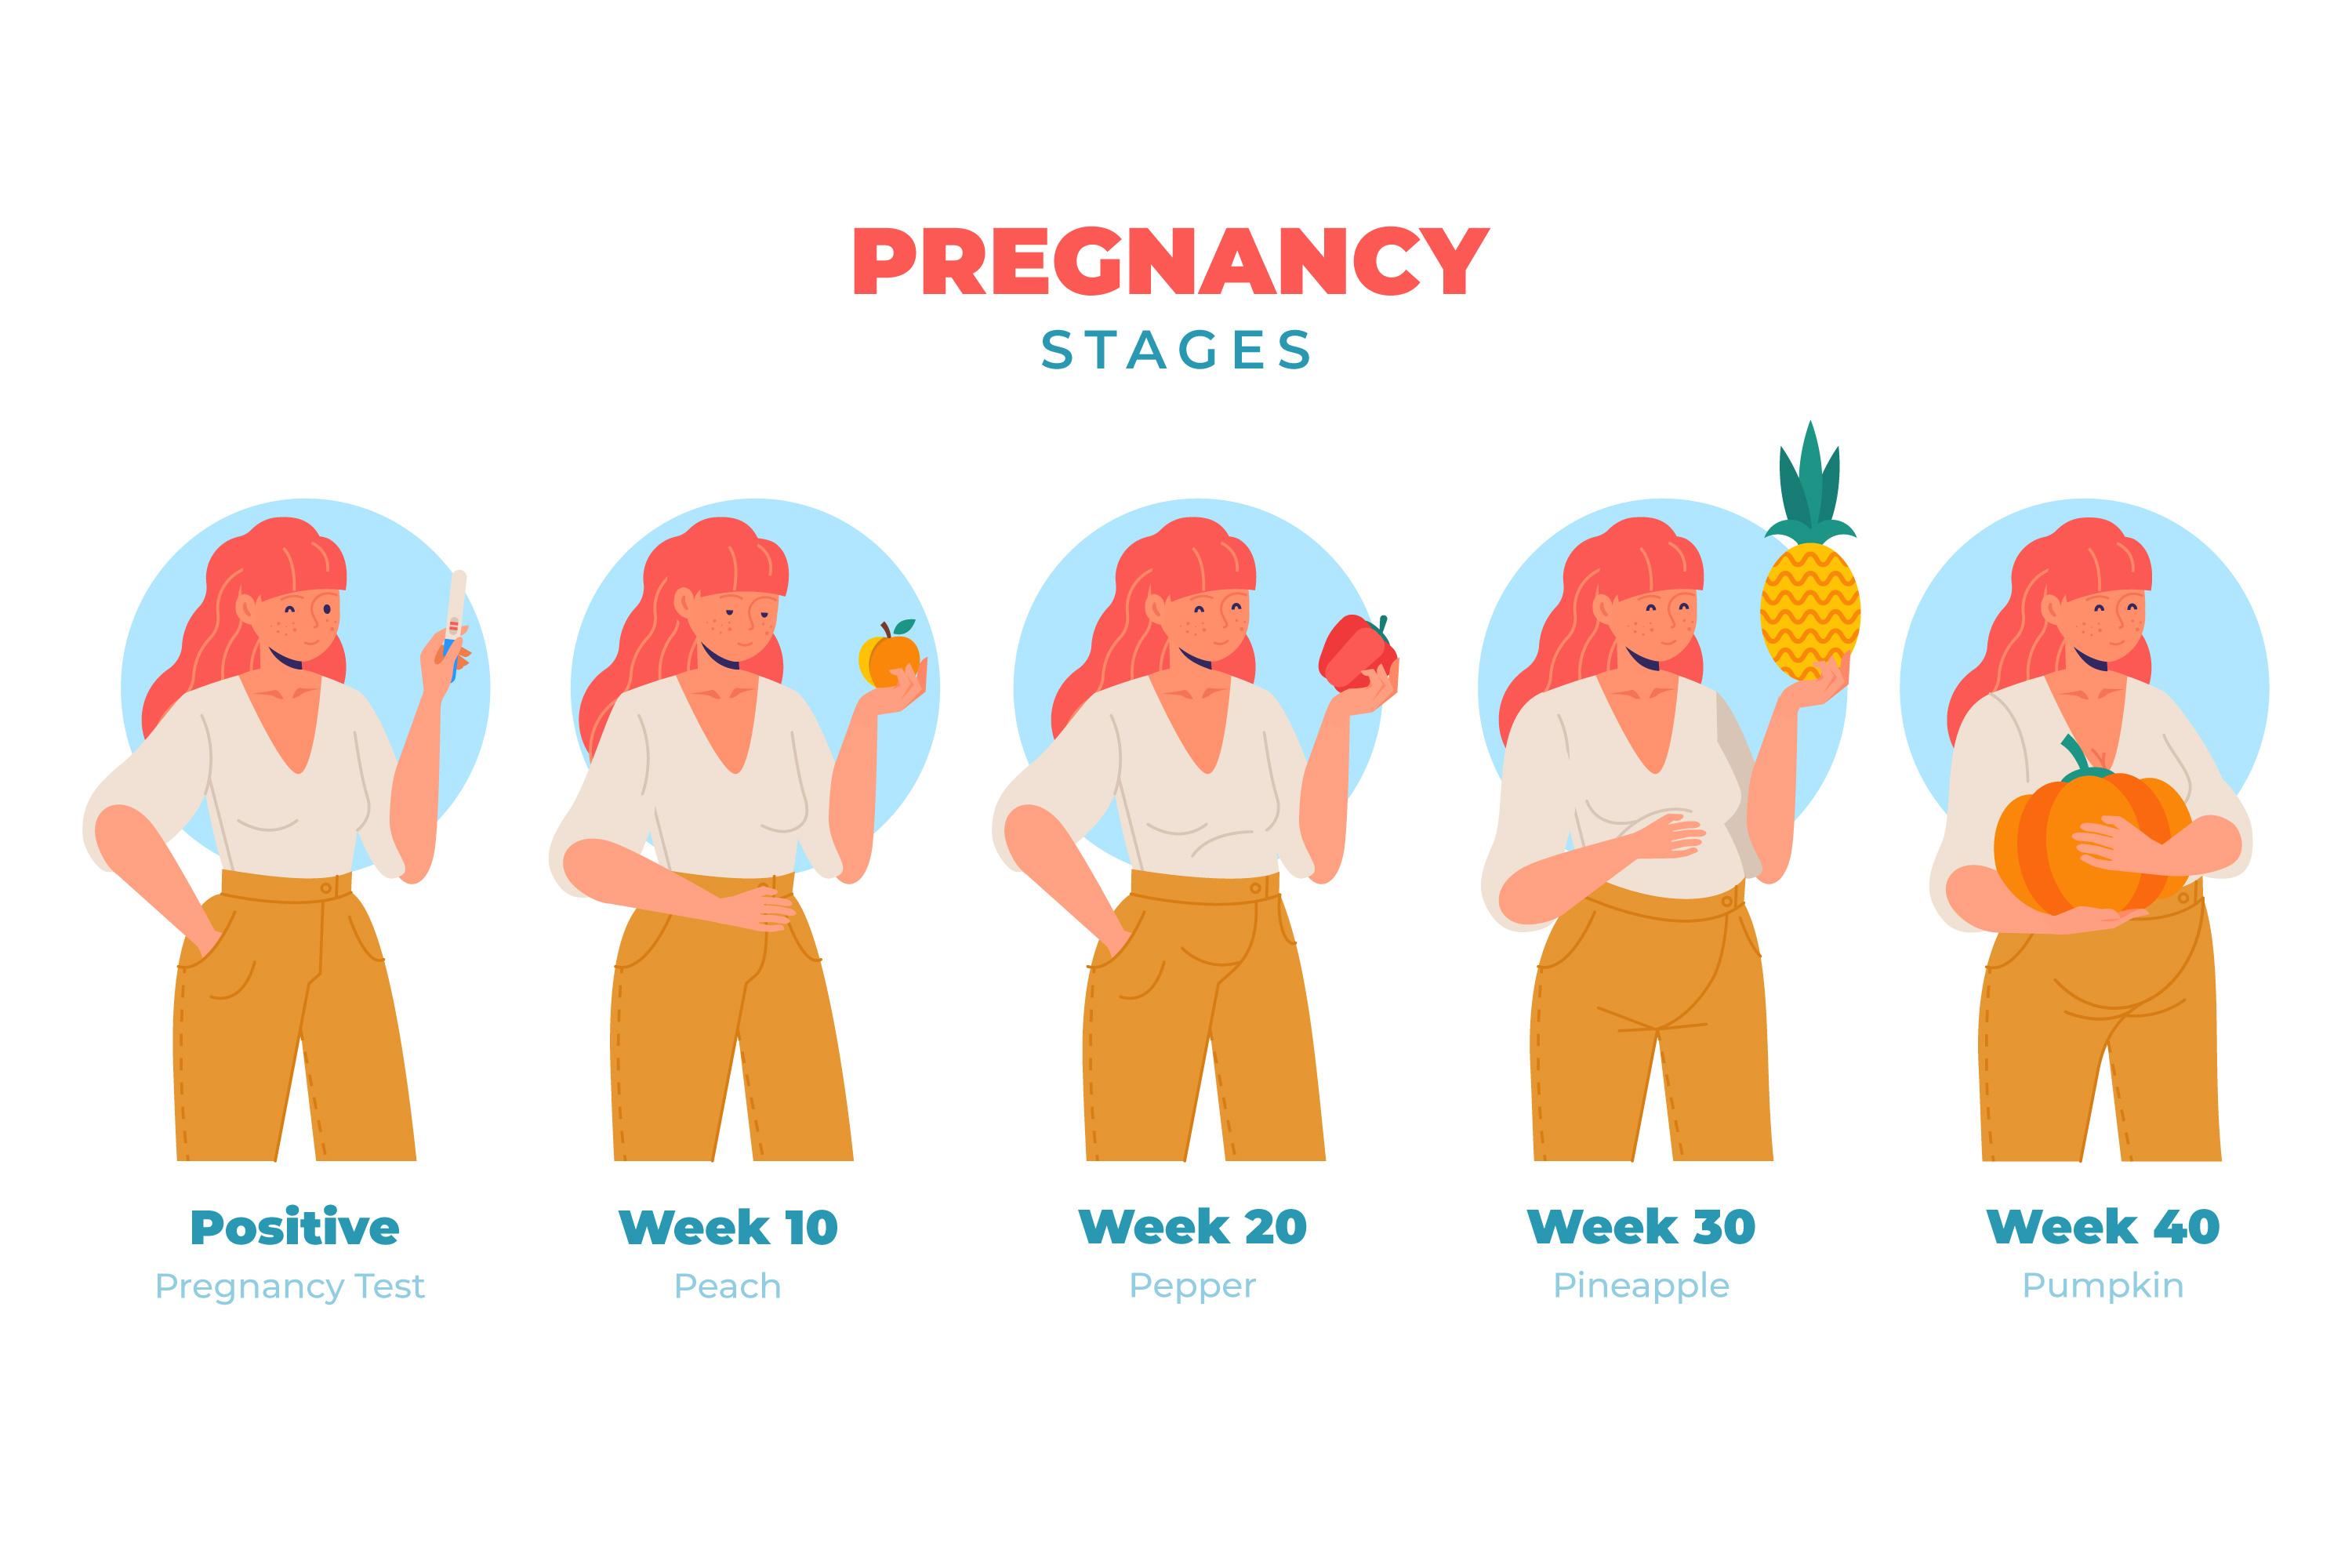 PREGNANCY
STAGES
Positive
Pregnancy Test
Week 10
Peach
Week 20
Pepper
Week 30
Pineapple
Week 40
Pumpkin